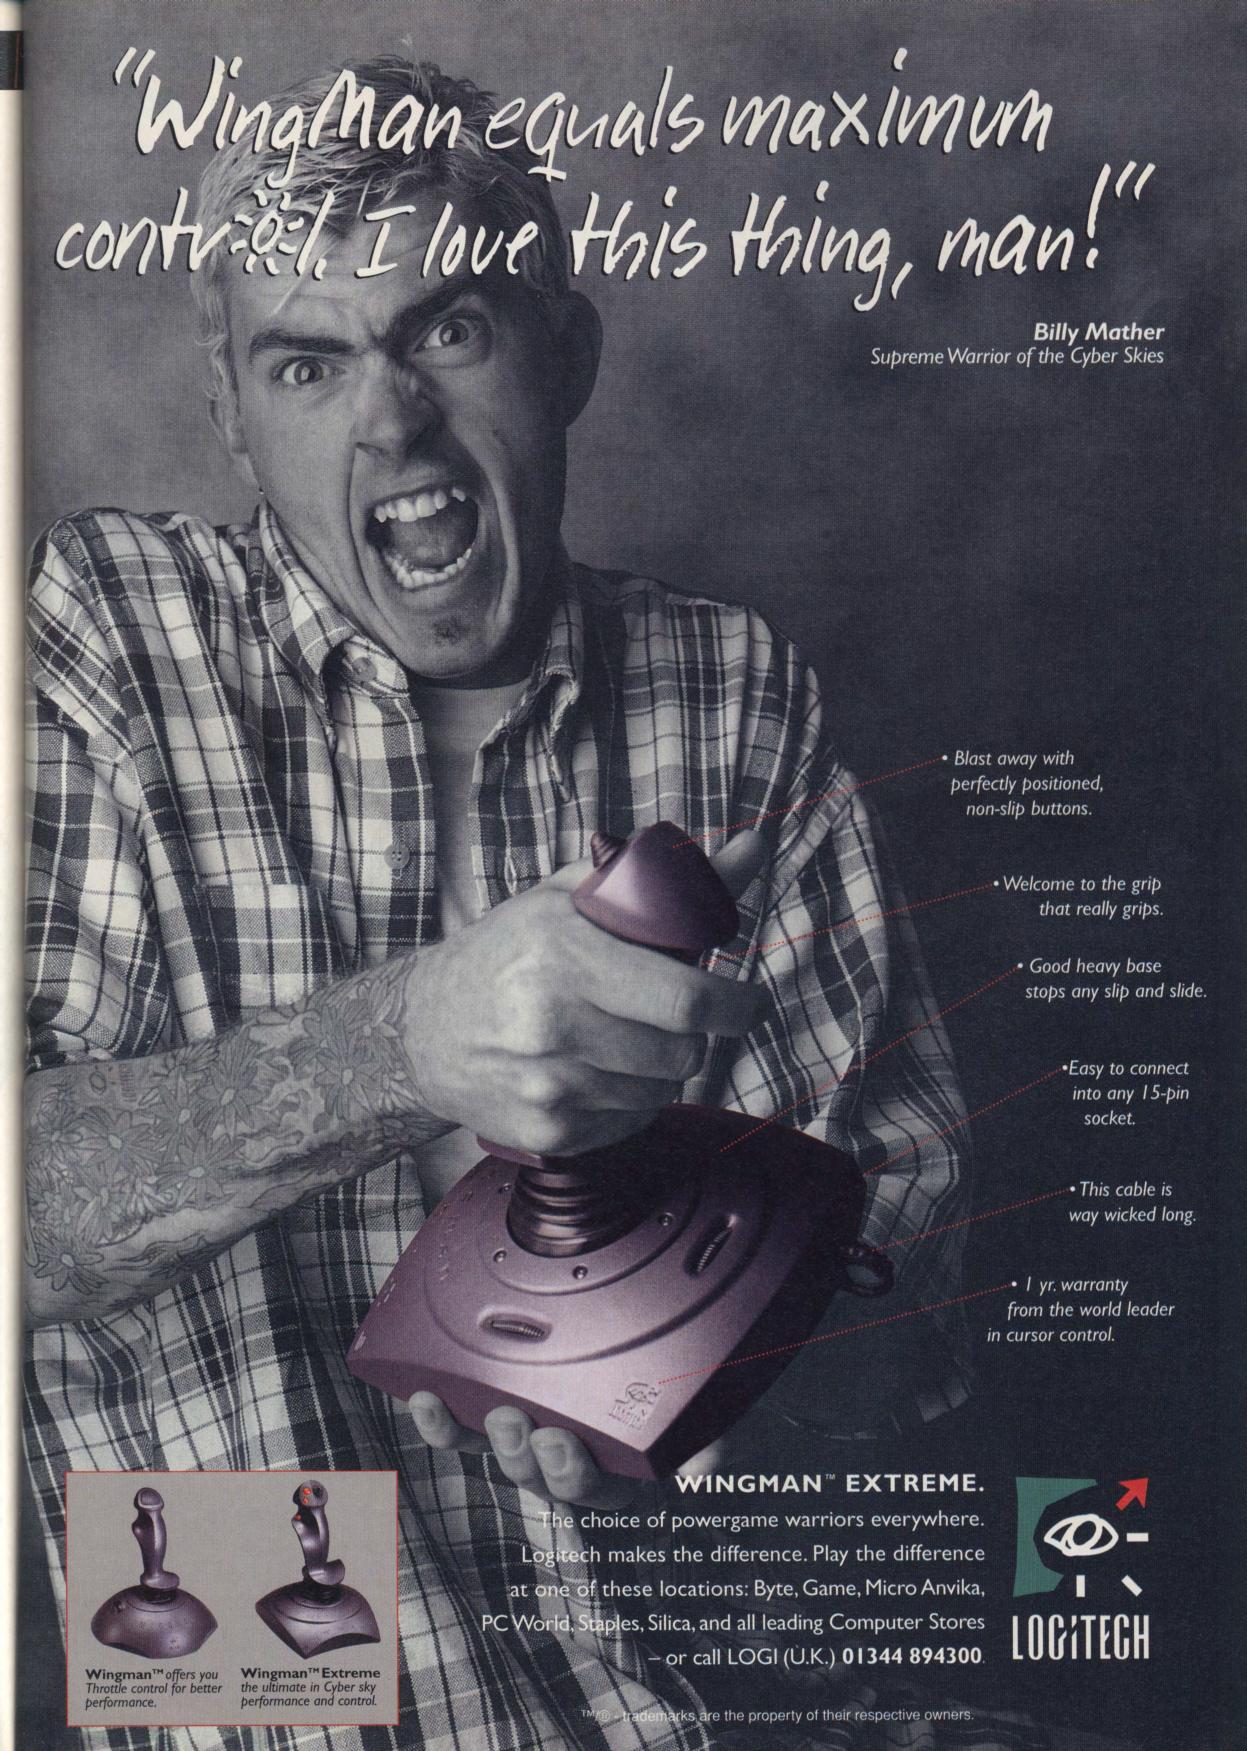 "WingMan equals maximum
control. I love this thing, man!"
Billy Mather
Supreme Warrior of the Cyber Skies
• Blast away with
perfectly positioned,
non-slip buttons.
• Welcome to the grip
that really grips.
• Good heavy base
stops any slip and slide.
•Easy to connect
into any 15-pin
socket.
• This cable is
way wicked long.
• 1 yr. warranty
from the world leader
in cursor control.
WINGMAN™ EXTREME.
The choice of powergame warriors everywhere.
Logitech makes the difference. Play the difference
at one of these locations: Byte, Game, Micro Anvika,
PC World, Staples, Silica, and all leading Computer Stores
– or call LOGI (U.K.) 01344 894300.
LOGITECH
Wingman™ offers you
Throttle control for better
performance.
Wingman™ Extreme
the ultimate in Cyber sky
performance and control.
™/® - trademarks are the property of their respective owners.